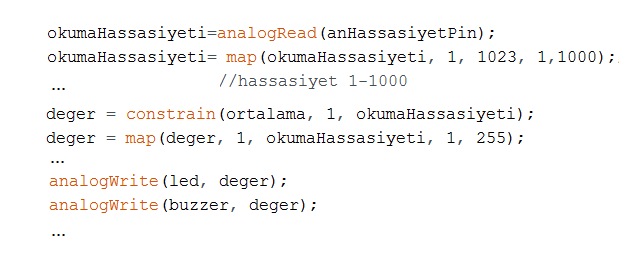 okumaHassasiyeti=analogRead(anHassasiyetPin);
okumaHassasiyeti= map(okumaHassasiyeti, 1, 1023, 1,1000);
... //hassasiyet 1-1000
deger = constrain(ortalama, 1, okumaHassasiyeti);
deger = map(deger, 1, okumaHassasiyeti, 1, 255);
...
analogWrite(led, deger);
analogWrite(buzzer, deger);
...